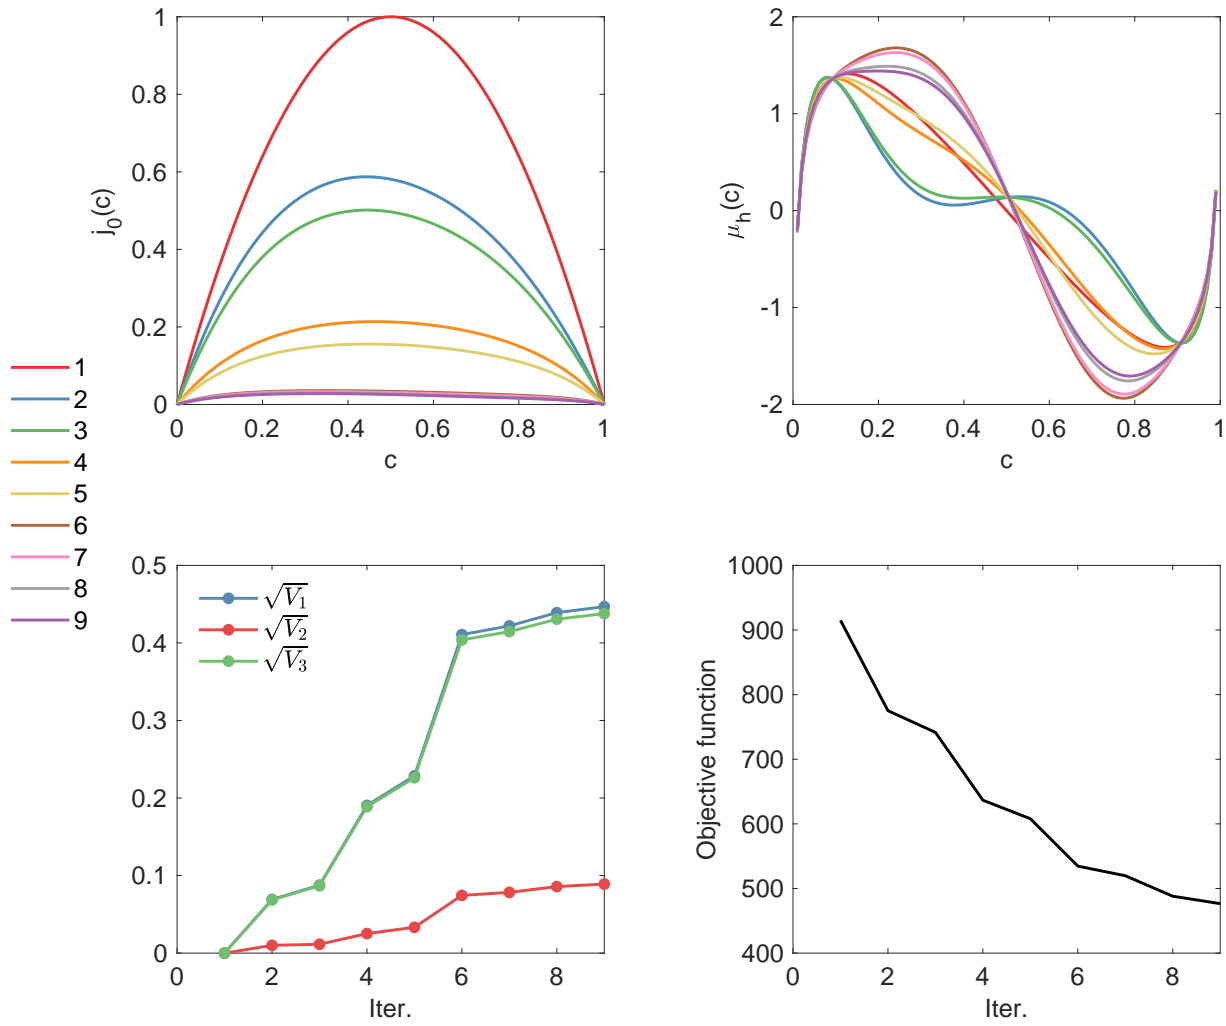 1
0.8
0.6
0.4
0.2
0
0 0.2 0.4 0.6 0.8 1
c
j₀(c)
2
1
0
-1
-2
0 0.2 0.4 0.6 0.8 1
c
μₕ(c)
1
2
3
4
5
6
7
8
9
0.5
0.4
0.3
0.2
0.1
0
0 2 4 6 8
Iter.
√V₁
√V₂
√V₃
1000
900
800
700
600
500
400
0 2 4 6 8
Iter.
Objective function